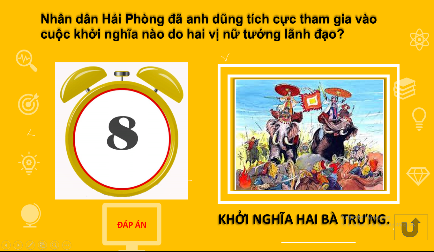 Nhân dân Hải Phòng đã anh dũng tích cực tham gia vào
cuộc khởi nghĩa nào do hai vị nữ tướng lãnh đạo?
8
ĐÁP ÁN
KHỞI NGHĨA HAI BÀ TRƯNG.